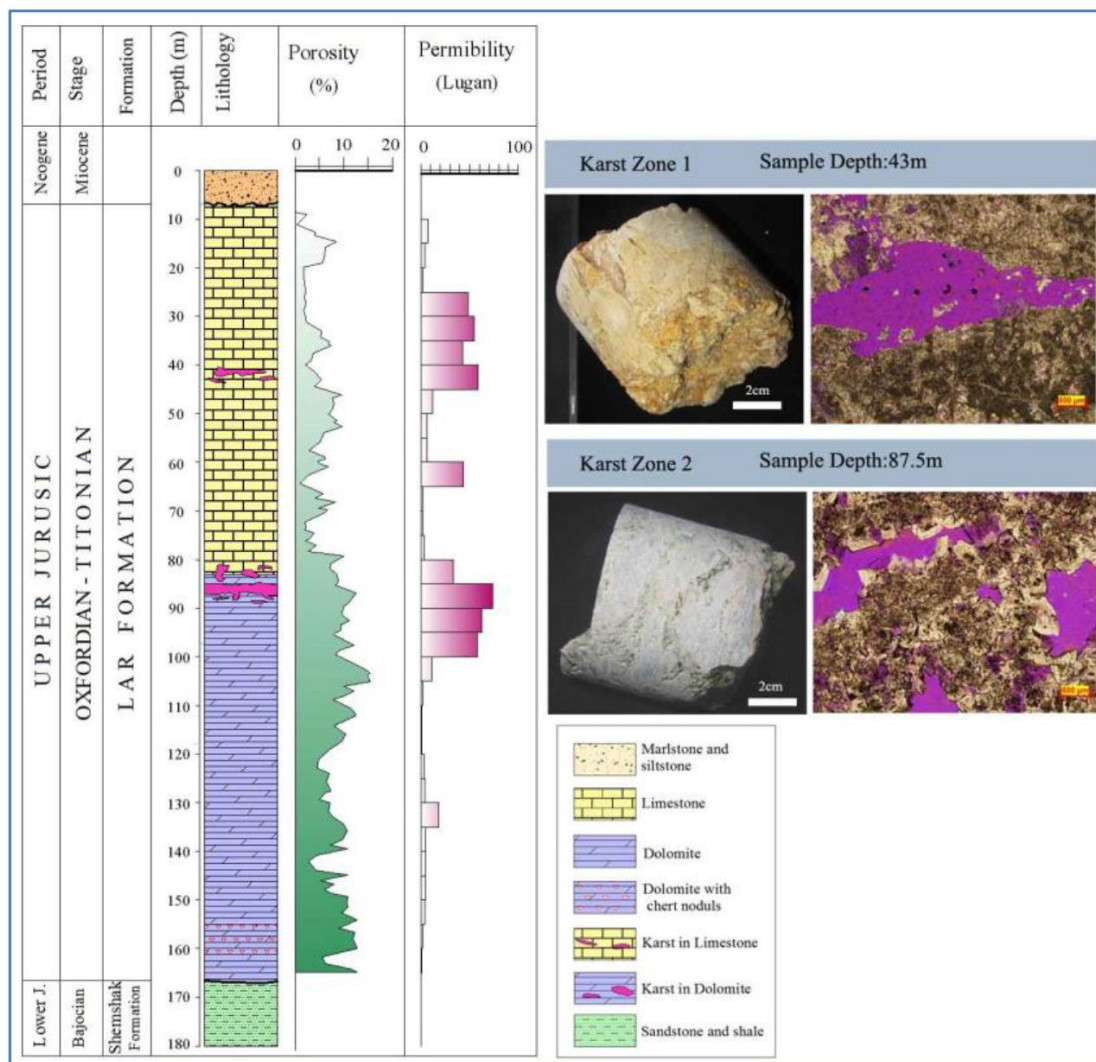 Period
Stage
Formation
Depth (m)
Lithology
Porosity
(%)
Permibility
(Lugan)
0 10 20
0 100
Neogene
Miocene
UPPER JURUSIC
OXFORDIAN - TITONIAN
LAR FORMATION
Lower J.
Bajocian
Shemshak
Formation
0
10
20
30
40
50
60
70
80
90
100
110
120
130
140
150
160
170
180
Karst Zone 1 Sample Depth:43m
2cm
Karst Zone 2 Sample Depth:87.5m
2cm
Marlstone and
siltstone
Limestone
Dolomite
Dolomite with
chert noduls
Karst in Limestone
Karst in Dolomite
Sandstone and shale